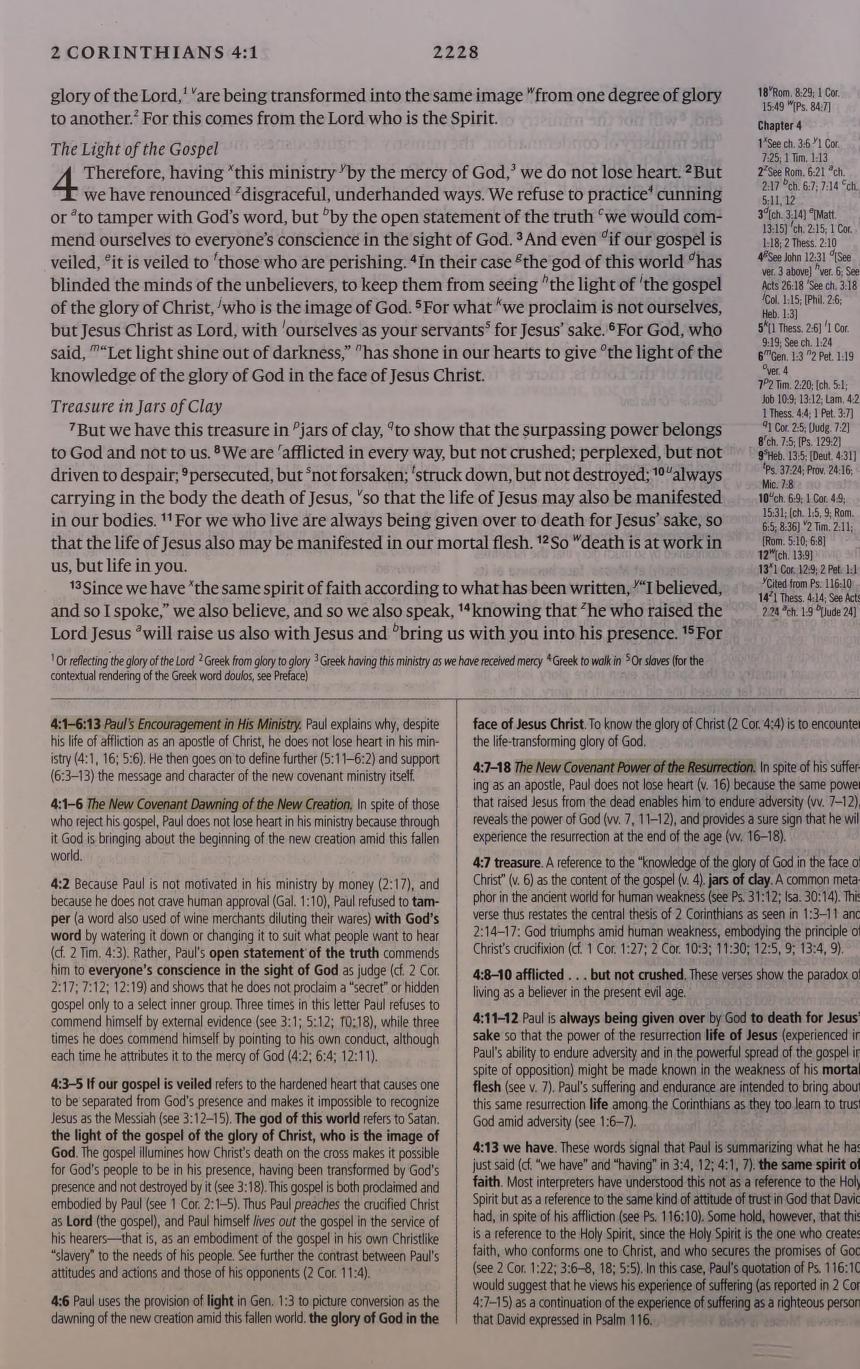 2 CORINTHIANS 4:1
2228
glory of the Lord,¹ ᵛare being transformed into the same image ʷfrom one degree of glory
to another.² For this comes from the Lord who is the Spirit.
The Light of the Gospel
4 Therefore, having ˣthis ministry ʸby the mercy of God,³ we do not lose heart. ²But
we have renounced ᶻdisgraceful, underhanded ways. We refuse to practice⁴ cunning
or ᵃto tamper with God's word, but ᵇby the open statement of the truth ᶜwe would com-
mend ourselves to everyone's conscience in the sight of God. ³And even ᵈif our gospel is
veiled, ᵉit is veiled to ᶠthose who are perishing. ⁴In their case ᵍthe god of this world ᵈhas
blinded the minds of the unbelievers, to keep them from seeing ʰthe light of ⁱthe gospel
of the glory of Christ, ʲwho is the image of God. ⁵For what ᵏwe proclaim is not ourselves,
but Jesus Christ as Lord, with ˡourselves as your servants⁵ for Jesus' sake. ⁶For God, who
said, ᵐ“Let light shine out of darkness,” ⁿhas shone in our hearts to give ᵒthe light of the
knowledge of the glory of God in the face of Jesus Christ.
Treasure in Jars of Clay
⁷But we have this treasure in ᵖjars of clay, qto show that the surpassing power belongs
to God and not to us. ⁸We are ʳafflicted in every way, but not crushed; perplexed, but not
driven to despair; ⁹persecuted, but ˢnot forsaken; ᵗstruck down, but not destroyed; ¹⁰ᵘalways
carrying in the body the death of Jesus, ᵛso that the life of Jesus may also be manifested
in our bodies. ¹¹For we who live are always being given over to death for Jesus' sake, so
that the life of Jesus also may be manifested in our mortal flesh. ¹²So ʷdeath is at work in
us, but life in you.
¹³Since we have ˣthe same spirit of faith according to what has been written, ʸ“I believed,
and so I spoke,” we also believe, and so we also speak, ¹⁴knowing that ᶻhe who raised the
Lord Jesus ᵃwill raise us also with Jesus and ᵇbring us with you into his presence. ¹⁵For
¹Or reflecting the glory of the Lord ²Greek from glory to glory ³Greek having this ministry as we have received mercy ⁴Greek to walk in ⁵Or slaves (for the
contextual rendering of the Greek word doulos, see Preface)
18ᵛRom. 8:29; 1 Cor.
15:49 ʷ[Ps. 84:7]
Chapter 4
1ˣSee ch. 3:6 ʸ1 Cor.
7:25; 1 Tim. 1:13
2ᶻSee Rom. 6:21 ᵃch.
2:17 ᵇch. 6:7; 7:14 ᶜch.
5:11, 12
3ᵈ[ch. 3:14] ᵉ[Matt.
13:15] ᶠch. 2:15; 1 Cor.
1:18; 2 Thess. 2:10
4ᵍSee John 12:31 ᵈ[See
ver. 3 above] ʰver. 6; See
Acts 26:18 ⁱSee ch. 3:18
ʲCol. 1:15; [Phil. 2:6;
Heb. 1:3]
5ᵏ[1 Thess. 2:6] ˡ1 Cor.
9:19; See ch. 1:24
6ᵐGen. 1:3 ⁿ2 Pet. 1:19
ᵒver. 4
7ᵖ2 Tim. 2:20; [ch. 5:1;
Job 10:9; 13:12; Lam. 4:2
1 Thess. 4:4; 1 Pet. 3:7]
q1 Cor. 2:5; [Judg. 7:2]
8ʳch. 7:5; [Ps. 129:2]
9ˢHeb. 13:5; [Deut. 4:31]
ᵗPs. 37:24; Prov. 24:16;
Mic. 7:8
10ᵘch. 6:9; 1 Cor. 4:9;
15:31; [ch. 1:5, 9; Rom.
6:5; 8:36] ᵛ2 Tim. 2:11;
[Rom. 5:10; 6:8]
12ʷ[ch. 13:9]
13ˣ1 Cor. 12:9; 2 Pet. 1:1
ʸCited from Ps. 116:10
14ᶻ1 Thess. 4:14; See Acts
2:24 ᵃch. 1:9 ᵇ[Jude 24]
4:1–6:13 Paul's Encouragement in His Ministry. Paul explains why, despite
his life of affliction as an apostle of Christ, he does not lose heart in his min-
istry (4:1, 16; 5:6). He then goes on to define further (5:11–6:2) and support
(6:3–13) the message and character of the new covenant ministry itself.
4:1–6 The New Covenant Dawning of the New Creation. In spite of those
who reject his gospel, Paul does not lose heart in his ministry because through
it God is bringing about the beginning of the new creation amid this fallen
world.
4:2 Because Paul is not motivated in his ministry by money (2:17), and
because he does not crave human approval (Gal. 1:10), Paul refused to tam-
per (a word also used of wine merchants diluting their wares) with God's
word by watering it down or changing it to suit what people want to hear
(cf. 2 Tim. 4:3). Rather, Paul's open statement of the truth commends
him to everyone's conscience in the sight of God as judge (cf. 2 Cor.
2:17; 7:12; 12:19) and shows that he does not proclaim a “secret” or hidden
gospel only to a select inner group. Three times in this letter Paul refuses to
commend himself by external evidence (see 3:1; 5:12; 10:18), while three
times he does commend himself by pointing to his own conduct, although
each time he attributes it to the mercy of God (4:2; 6:4; 12:11).
4:3–5 If our gospel is veiled refers to the hardened heart that causes one
to be separated from God's presence and makes it impossible to recognize
Jesus as the Messiah (see 3:12–15). The god of this world refers to Satan.
the light of the gospel of the glory of Christ, who is the image of
God. The gospel illumines how Christ's death on the cross makes it possible
for God's people to be in his presence, having been transformed by God's
presence and not destroyed by it (see 3:18). This gospel is both proclaimed and
embodied by Paul (see 1 Cor. 2:1–5). Thus Paul preaches the crucified Christ
as Lord (the gospel), and Paul himself lives out the gospel in the service of
his hearers—that is, as an embodiment of the gospel in his own Christlike
“slavery” to the needs of his people. See further the contrast between Paul's
attitudes and actions and those of his opponents (2 Cor. 11:4).
4:6 Paul uses the provision of light in Gen. 1:3 to picture conversion as the
dawning of the new creation amid this fallen world. the glory of God in the
face of Jesus Christ. To know the glory of Christ (2 Cor. 4:4) is to encounter
the life-transforming glory of God.
4:7–18 The New Covenant Power of the Resurrection. In spite of his suffer-
ing as an apostle, Paul does not lose heart (v. 16) because the same power
that raised Jesus from the dead enables him to endure adversity (vv. 7–12),
reveals the power of God (vv. 7, 11–12), and provides a sure sign that he wil
experience the resurrection at the end of the age (vv. 16–18).
4:7 treasure. A reference to the “knowledge of the glory of God in the face of
Christ” (v. 6) as the content of the gospel (v. 4). jars of clay. A common meta-
phor in the ancient world for human weakness (see Ps. 31:12; Isa. 30:14). This
verse thus restates the central thesis of 2 Corinthians as seen in 1:3–11 and
2:14–17: God triumphs amid human weakness, embodying the principle of
Christ's crucifixion (cf. 1 Cor. 1:27; 2 Cor. 10:3; 11:30; 12:5, 9; 13:4, 9).
4:8–10 afflicted . . . but not crushed. These verses show the paradox of
living as a believer in the present evil age.
4:11–12 Paul is always being given over by God to death for Jesus'
sake so that the power of the resurrection life of Jesus (experienced in
Paul's ability to endure adversity and in the powerful spread of the gospel in
spite of opposition) might be made known in the weakness of his mortal
flesh (see v. 7). Paul's suffering and endurance are intended to bring about
this same resurrection life among the Corinthians as they too learn to trust
God amid adversity (see 1:6–7).
4:13 we have. These words signal that Paul is summarizing what he has
just said (cf. “we have” and “having” in 3:4, 12; 4:1, 7). the same spirit of
faith. Most interpreters have understood this not as a reference to the Holy
Spirit but as a reference to the same kind of attitude of trust in God that David
had, in spite of his affliction (see Ps. 116:10). Some hold, however, that this
is a reference to the Holy Spirit, since the Holy Spirit is the one who creates
faith, who conforms one to Christ, and who secures the promises of God
(see 2 Cor. 1:22; 3:6–8, 18; 5:5). In this case, Paul's quotation of Ps. 116:10
would suggest that he views his experience of suffering (as reported in 2 Cor
4:7–15) as a continuation of the experience of suffering as a righteous person
that David expressed in Psalm 116.